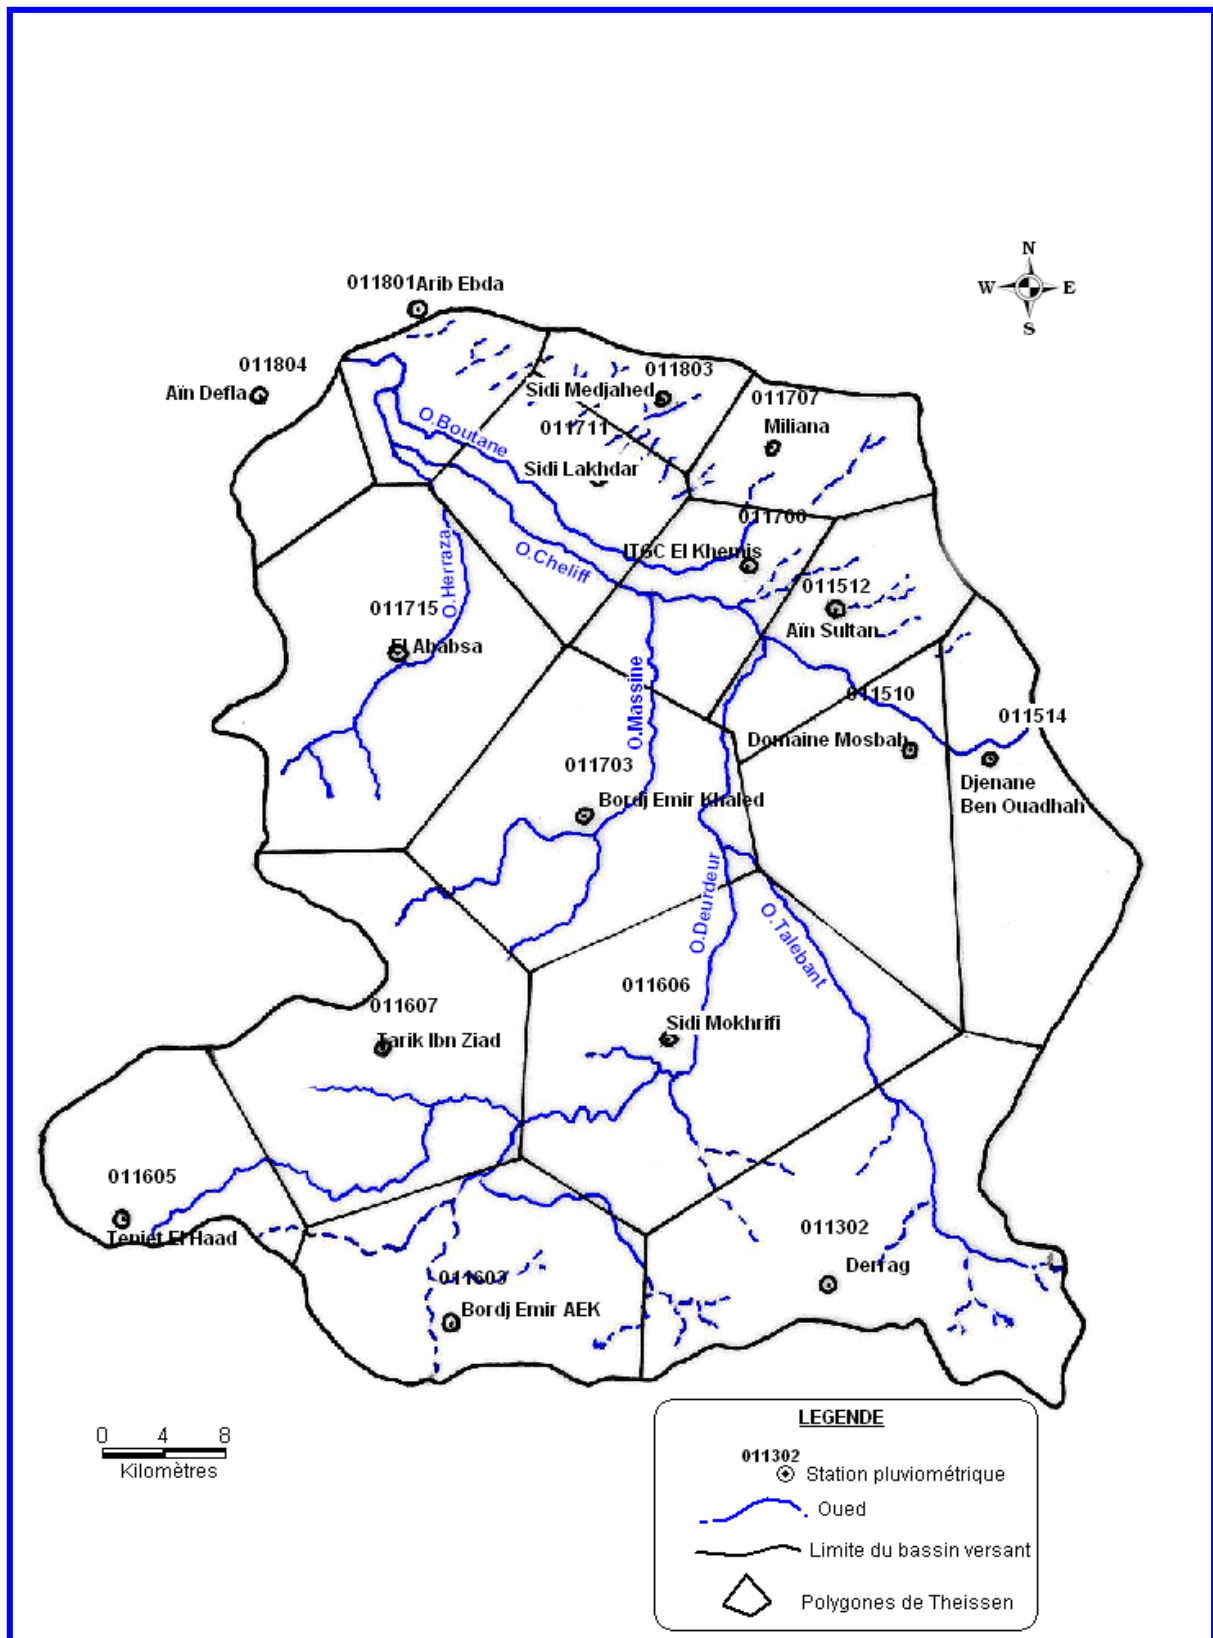 N
W E
S
011801 Arib Ebda
011804
Aïn Defla
011803
Sidi Medjahed
011707
Miliana
O.Boutane
011711
Sidi Lakhdar
011700
ITGC El Khemis
O.Cheliff
O.Herraza
011512
Aïn Sultan
011715
El Ababsa
O.Massine
011510
Domaine Mosbah
011514
Djenane
Ben Ouadhah
011703
Bordj Emir Khaled
O.Deurdeur
O.Talebant
011606
Sidi Mokhrifi
011607
Tarik Ibn Ziad
011605
Teniet El Haad
011302
Derrag
011603
Bordj Emir AEK
0 4 8
Kilomètres
LEGENDE
011302
Station pluviométrique
Oued
Limite du bassin versant
Polygones de Theissen